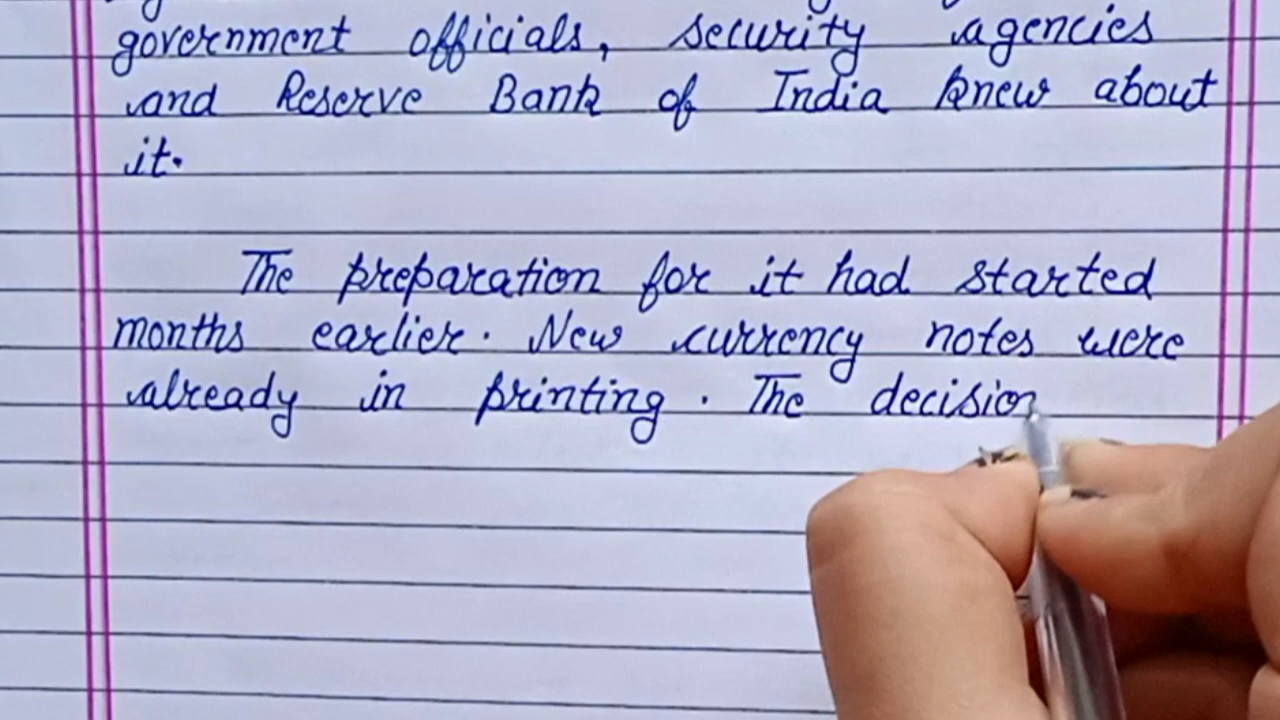 government officials, security agencies
and Reserve Bank of India knew about
it.
The preparation for it had started
months earlier. New currency notes were
already in printing. The decision